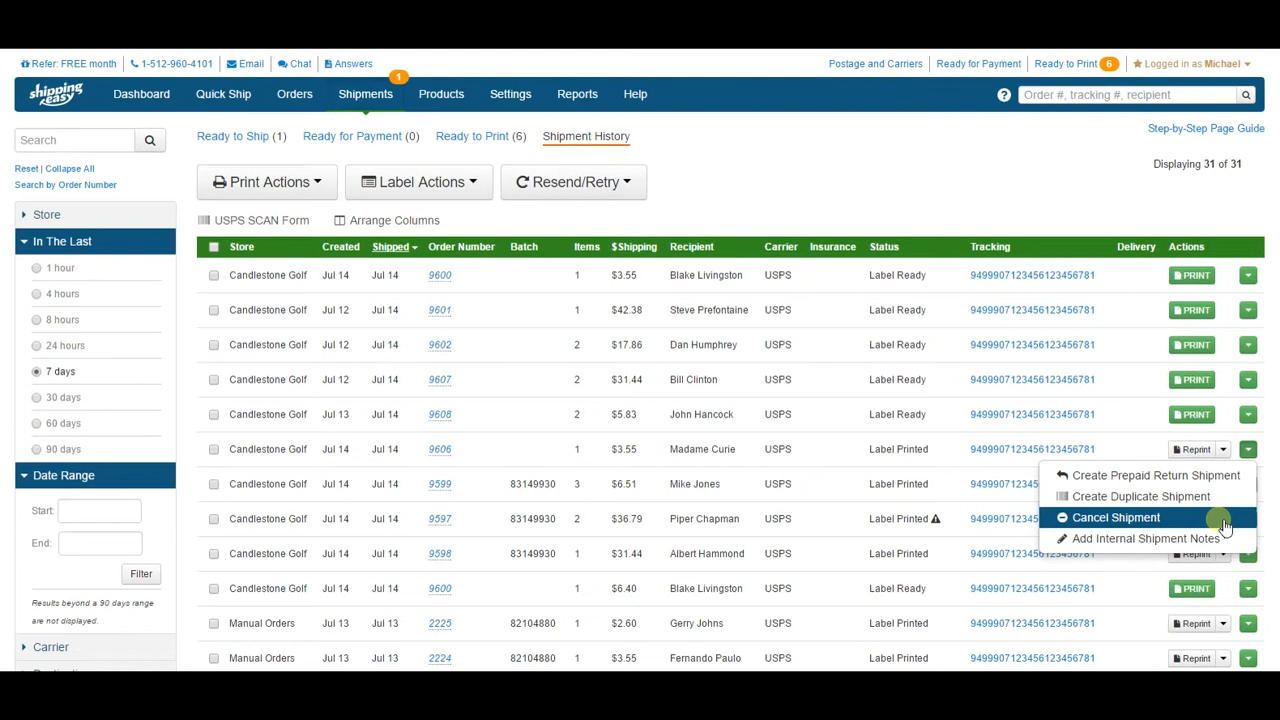 Refer: FREE month 1-512-960-4101 Email Chat Answers Postage and Carriers Ready for Payment Ready to Print 6 Logged in as Michael
1
shipping easy Dashboard Quick Ship Orders Shipments Products Settings Reports Help ? Order #, tracking #, recipient
Search Ready to Ship (1) Ready for Payment (0) Ready to Print (6) Shipment History Step-by-Step Page Guide
Displaying 31 of 31
Reset | Collapse All
Search by Order Number
Print Actions Label Actions Resend/Retry
USPS SCAN Form Arrange Columns
Store
In The Last
1 hour
4 hours
8 hours
24 hours
7 days
30 days
60 days
90 days
Date Range
Start:
End:
Filter
Results beyond a 90 days range
are not displayed.
Carrier
Store Created Shipped Order Number Batch Items $Shipping Recipient Carrier Insurance Status Tracking Delivery Actions
Candlestone Golf Jul 14 Jul 14 9600 1 $3.55 Blake Livingston USPS Label Ready 9499907123456123456781 PRINT
Candlestone Golf Jul 12 Jul 14 9601 1 $42.38 Steve Prefontaine USPS Label Ready 9499907123456123456781 PRINT
Candlestone Golf Jul 12 Jul 14 9602 2 $17.86 Dan Humphrey USPS Label Ready 9499907123456123456781 PRINT
Candlestone Golf Jul 12 Jul 14 9607 2 $31.44 Bill Clinton USPS Label Ready 9499907123456123456781 PRINT
Candlestone Golf Jul 13 Jul 14 9608 2 $5.83 John Hancock USPS Label Ready 9499907123456123456781 PRINT
Candlestone Golf Jul 14 Jul 14 9606 1 $3.55 Madame Curie USPS Label Printed 9499907123456123456781 Reprint
Candlestone Golf Jul 14 Jul 14 9599 83149930 3 $6.51 Mike Jones USPS Label Printed
Candlestone Golf Jul 14 Jul 14 9597 83149930 2 $36.79 Piper Chapman USPS Label Printed
Candlestone Golf Jul 14 Jul 14 9598 83149930 1 $31.44 Albert Hammond USPS Label Printed Reprint
Candlestone Golf Jul 14 Jul 14 9600 1 $6.40 Blake Livingston USPS Label Printed 9499907123456123456781 PRINT
Manual Orders Jul 13 Jul 13 2225 82104880 1 $2.60 Gerry Johns USPS Label Printed 9499907123456123456781 Reprint
Manual Orders Jul 13 Jul 13 2224 82104880 1 $3.55 Fernando Paulo USPS Label Printed 9499907123456123456781 Reprint
Create Prepaid Return Shipment
Create Duplicate Shipment
Cancel Shipment
Add Internal Shipment Notes